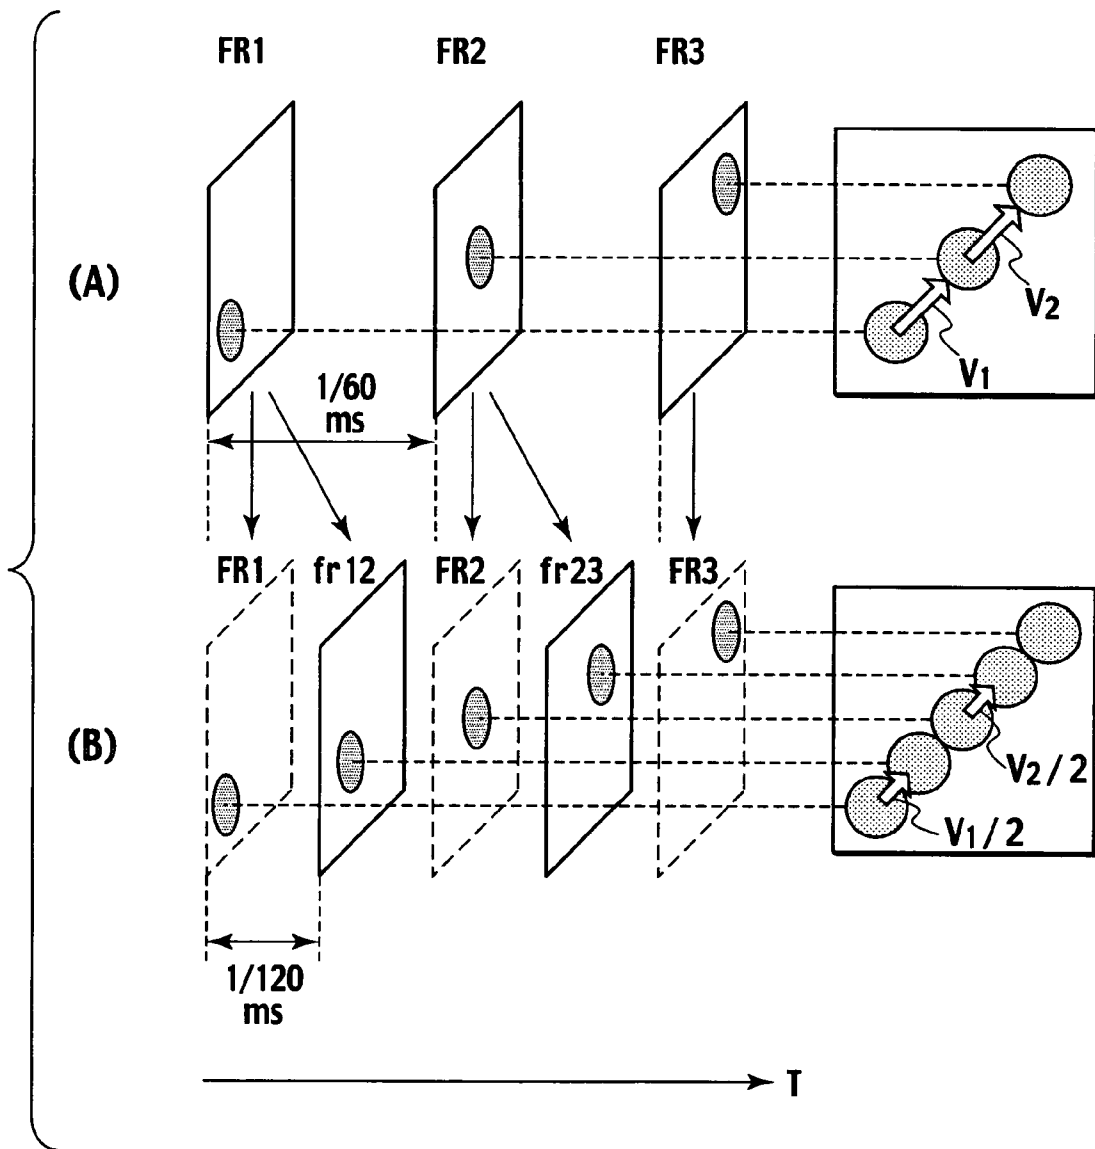 FR1 FR2 FR3
(A)
V2
V1
1/60
ms
FR1 fr12 FR2 fr23 FR3
(B)
V2/2
V1/2
1/120
ms
T